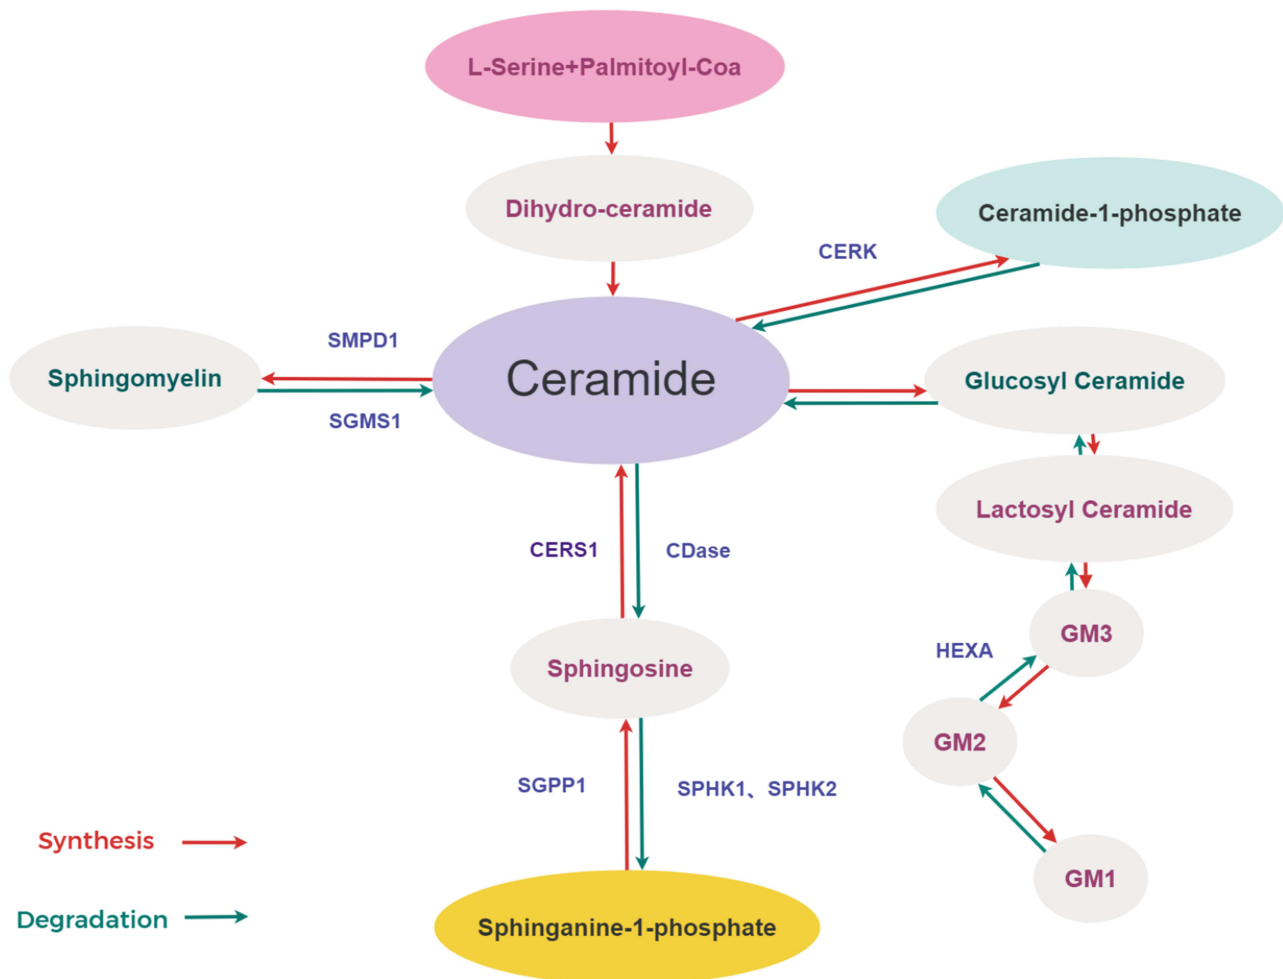 L-Serine+Palmitoyl-Coa
Dihydro-ceramide
Ceramide-1-phosphate
CERK
SMPD1
Sphingomyelin
Ceramide
Glucosyl Ceramide
SGMS1
Lactosyl Ceramide
CERS1
CDase
GM3
HEXA
Sphingosine
GM2
SGPP1
SPHK1、SPHK2
Synthesis
GM1
Degradation
Sphinganine-1-phosphate